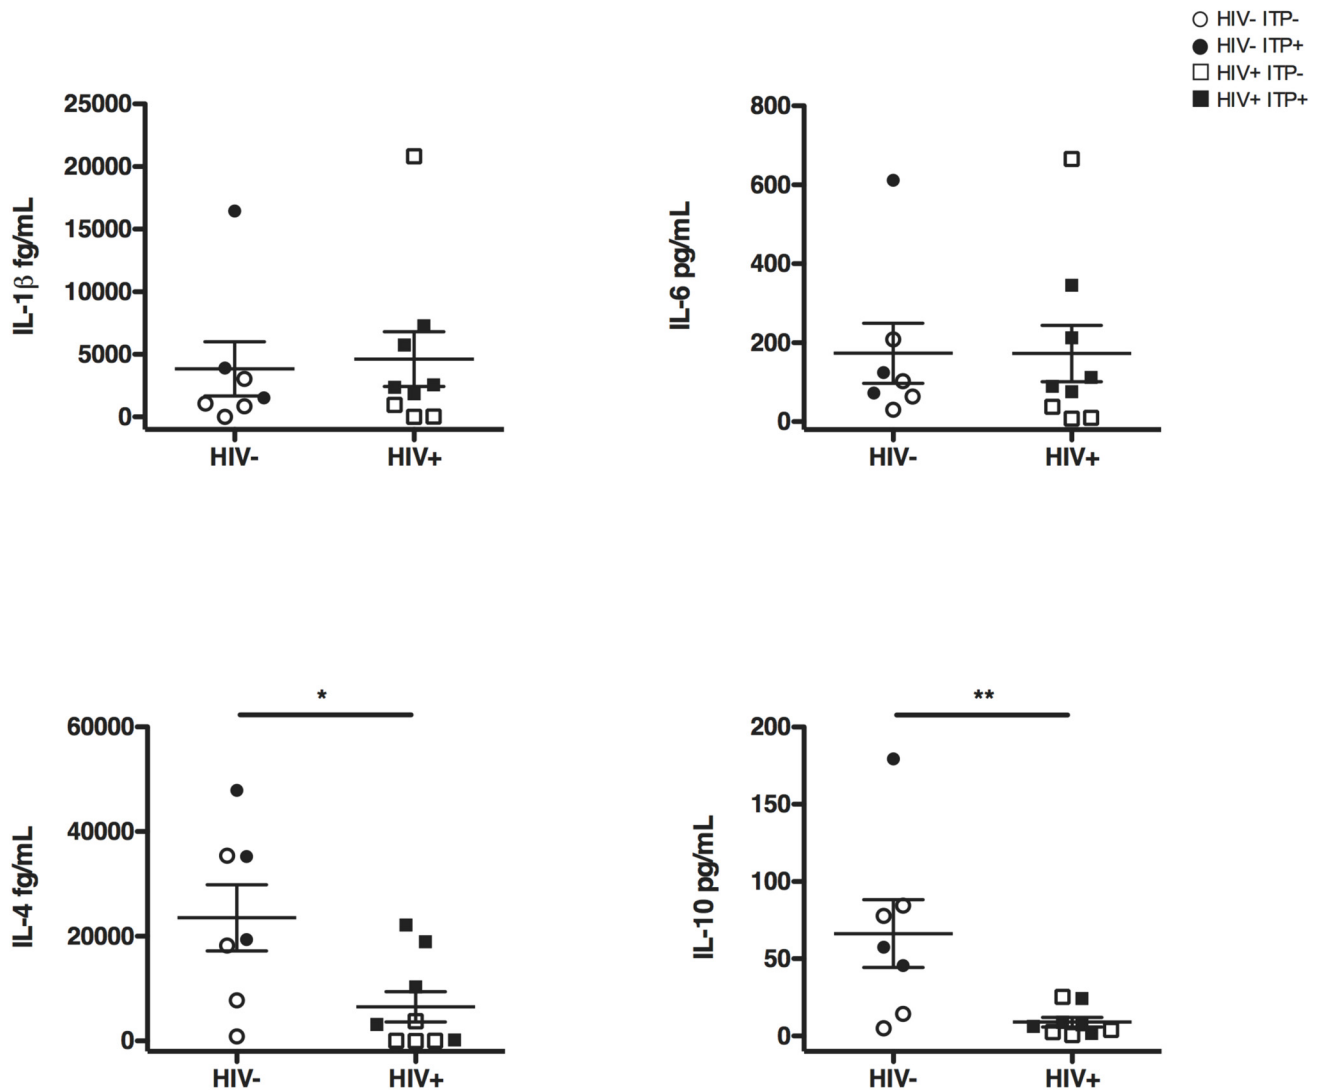 HIV- ITP-
HIV- ITP+
HIV+ ITP-
HIV+ ITP+
IL-1β fg/mL
25000
20000
15000
10000
5000
0
HIV-
HIV+
IL-6 pg/mL
800
600
400
200
0
HIV-
HIV+
*
IL-4 fg/mL
60000
40000
20000
0
HIV-
HIV+
**
IL-10 pg/mL
200
150
100
50
0
HIV-
HIV+